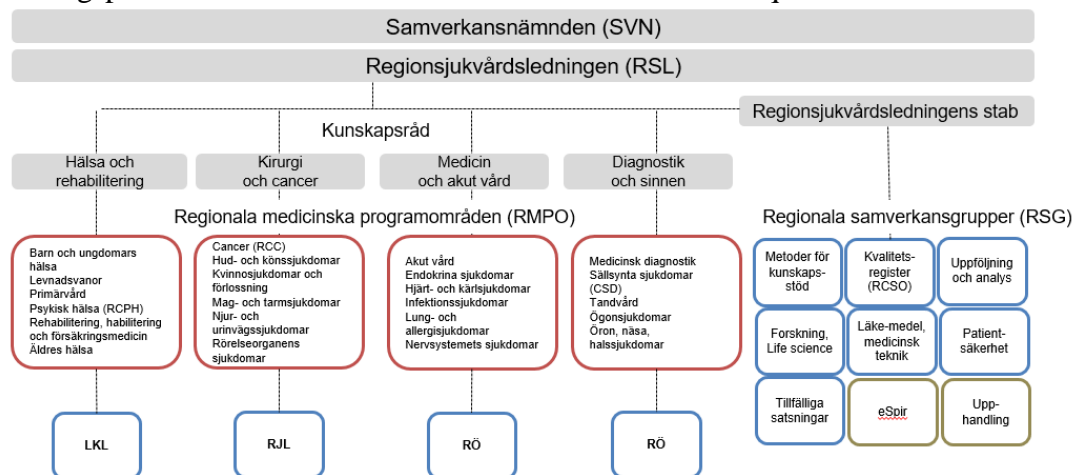 Samverkansnämnden (SVN)
Regionsjukvårdsledningen (RSL)
Regionsjukvårdsledningens stab
Kunskapsråd
Hälsa och
rehabilitering
Kirurgi
och cancer
Medicin
och akut vård
Diagnostik
och sinnen
Regionala medicinska programområden (RMPO)
Regionala samverkansgrupper (RSG)
Barn och ungdomars
hälsa
Levnadsvanor
Primärvård
Psykisk hälsa (RCPH)
Rehabilitering, habilitering
och försäkringsmedicin
Äldres hälsa
Cancer (RCC)
Hud- och könssjukdomar
Kvinnosjukdomar och
förlossning
Mag- och tarmsjukdomar
Njur- och
urinvägssjukdomar
Rörelseorganens
sjukdomar
Akut vård
Endokrina sjukdomar
Hjärt- och kärlsjukdomar
Infektionssjukdomar
Lung- och
allergisjukdomar
Nervsystemets sjukdomar
Medicinsk diagnostik
Sällsynta sjukdomar
(CSD)
Tandvård
Ögonsjukdomar
Öron, näsa,
halssjukdomar
Metoder för
kunskaps-
stöd
Kvalitets-
register
(RCSO)
Uppföljning
och analys
Forskning,
Life science
Läke-medel,
medicinsk
teknik
Patient-
säkerhet
Tillfälliga
satsningar
eSpir
Upp-
handling
LKL
RJL
RÖ
RÖ